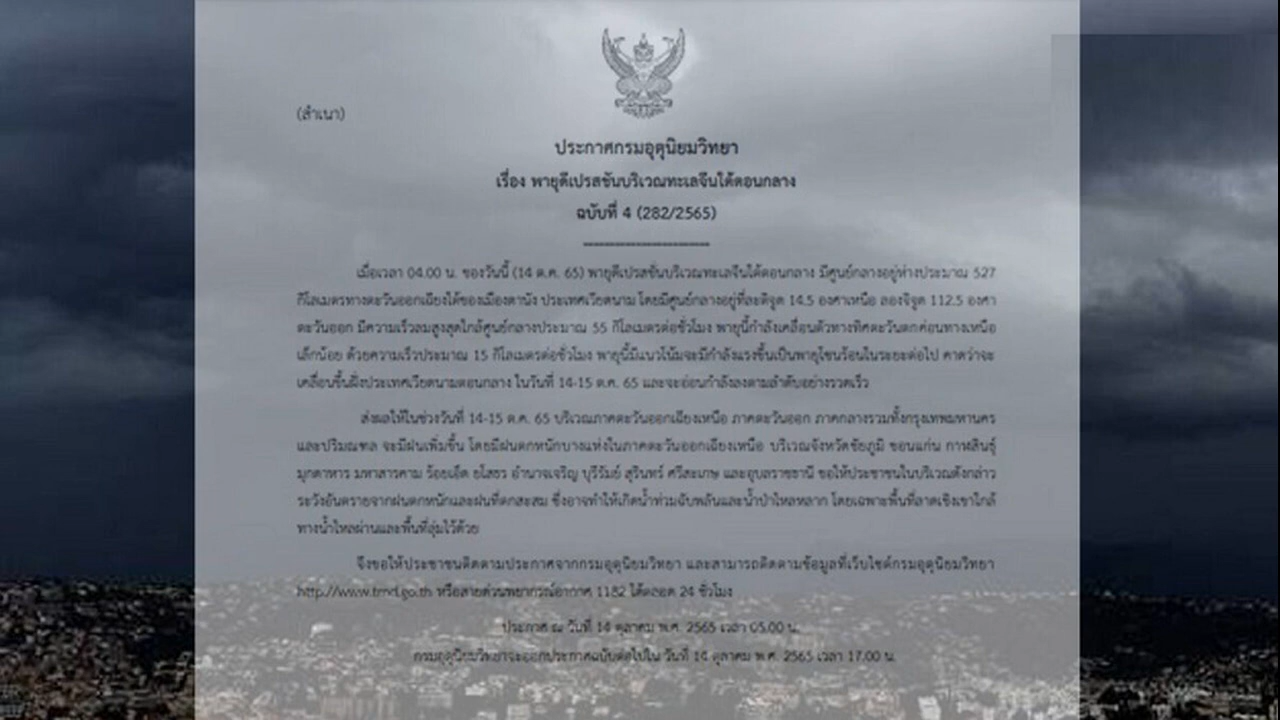 (สำเนา)
ประกาศกรมอุตุนิยมวิทยา
เรื่อง พายุดีเปรสชันบริเวณทะเลจีนใต้ตอนกลาง
ฉบับที่ 4 (282/2565)
------------------------
เมื่อเวลา 04.00 น. ของวันนี้ (14 ต.ค. 65) พายุดีเปรสชันบริเวณทะเลจีนใต้ตอนกลาง มีศูนย์กลางอยู่ห่างประมาณ 527
กิโลเมตรทางตะวันออกเฉียงใต้ของเมืองดานัง ประเทศเวียดนาม โดยมีศูนย์กลางอยู่ที่ละติจูด 14.5 องศาเหนือ ลองจิจูด 112.5 องศา
ตะวันออก มีความเร็วลมสูงสุดใกล้ศูนย์กลางประมาณ 55 กิโลเมตรต่อชั่วโมง พายุนี้กำลังเคลื่อนตัวทางทิศตะวันตกค่อนทางเหนือ
เล็กน้อย ด้วยความเร็วประมาณ 15 กิโลเมตรต่อชั่วโมง พายุนี้มีแนวโน้มจะมีกำลังแรงขึ้นเป็นพายุโซนร้อนในระยะต่อไป คาดว่าจะ
เคลื่อนขึ้นฝั่งประเทศเวียดนามตอนกลาง ในวันที่ 14-15 ต.ค. 65 และจะอ่อนกำลังลงตามลำดับอย่างรวดเร็ว
ส่งผลให้ในช่วงวันที่ 14-15 ต.ค. 65 บริเวณภาคตะวันออกเฉียงเหนือ ภาคตะวันออก ภาคกลางรวมทั้งกรุงเทพมหานคร
และปริมณฑล จะมีฝนเพิ่มขึ้น โดยมีฝนตกหนักบางแห่งในภาคตะวันออกเฉียงเหนือ บริเวณจังหวัดชัยภูมิ ขอนแก่น กาฬสินธุ์
มุกดาหาร มหาสารคาม ร้อยเอ็ด ยโสธร อำนาจเจริญ บุรีรัมย์ สุรินทร์ ศรีสะเกษ และอุบลราชธานี ขอให้ประชาชนในบริเวณดังกล่าว
ระวังอันตรายจากฝนตกหนักและฝนที่ตกสะสม ซึ่งอาจทำให้เกิดน้ำท่วมฉับพลันและน้ำป่าไหลหลาก โดยเฉพาะพื้นที่ลาดเชิงเขาใกล้
ทางน้ำไหลผ่านและพื้นที่ลุ่มไว้ด้วย
จึงขอให้ประชาชนติดตามประกาศจากกรมอุตุนิยมวิทยา และสามารถติดตามข้อมูลที่เว็บไซต์กรมอุตุนิยมวิทยา
http://www.tmd.go.th หรือสายด่วนพยากรณ์อากาศ 1182 ได้ตลอด 24 ชั่วโมง
ประกาศ ณ วันที่ 14 ตุลาคม พ.ศ. 2565 เวลา 05.00 น.
กรมอุตุนิยมวิทยาจะออกประกาศฉบับต่อไปใน วันที่ 14 ตุลาคม พ.ศ. 2565 เวลา 17.00 น.